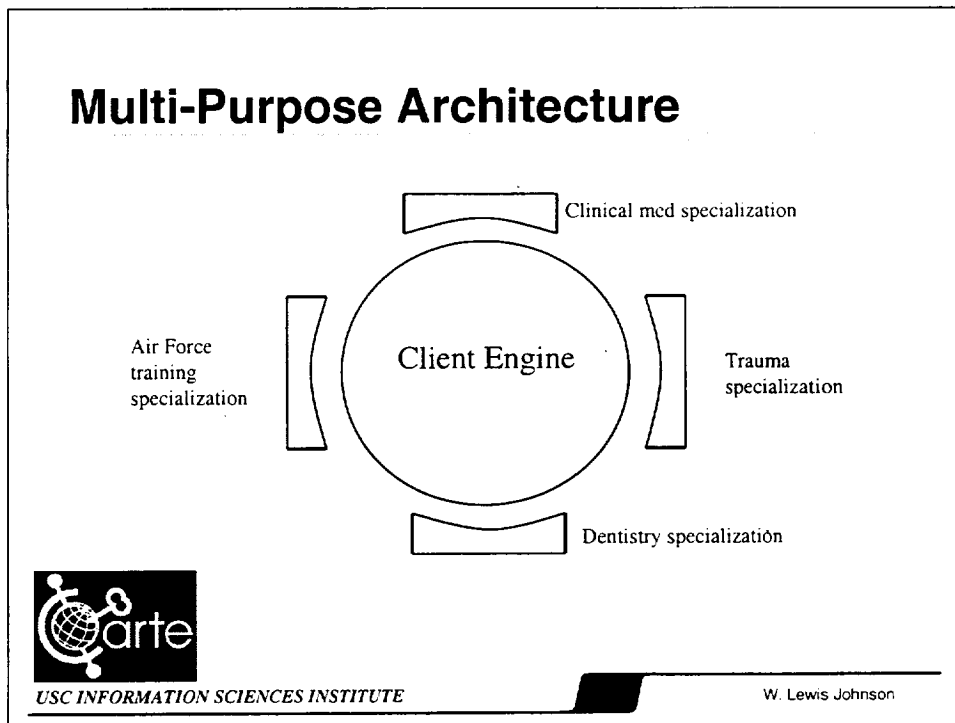 Multi-Purpose Architecture
Clinical med specialization
Air Force
training
specialization
Client Engine
Trauma
specialization
Dentistry specialization
Carte
USC INFORMATION SCIENCES INSTITUTE
W. Lewis Johnson